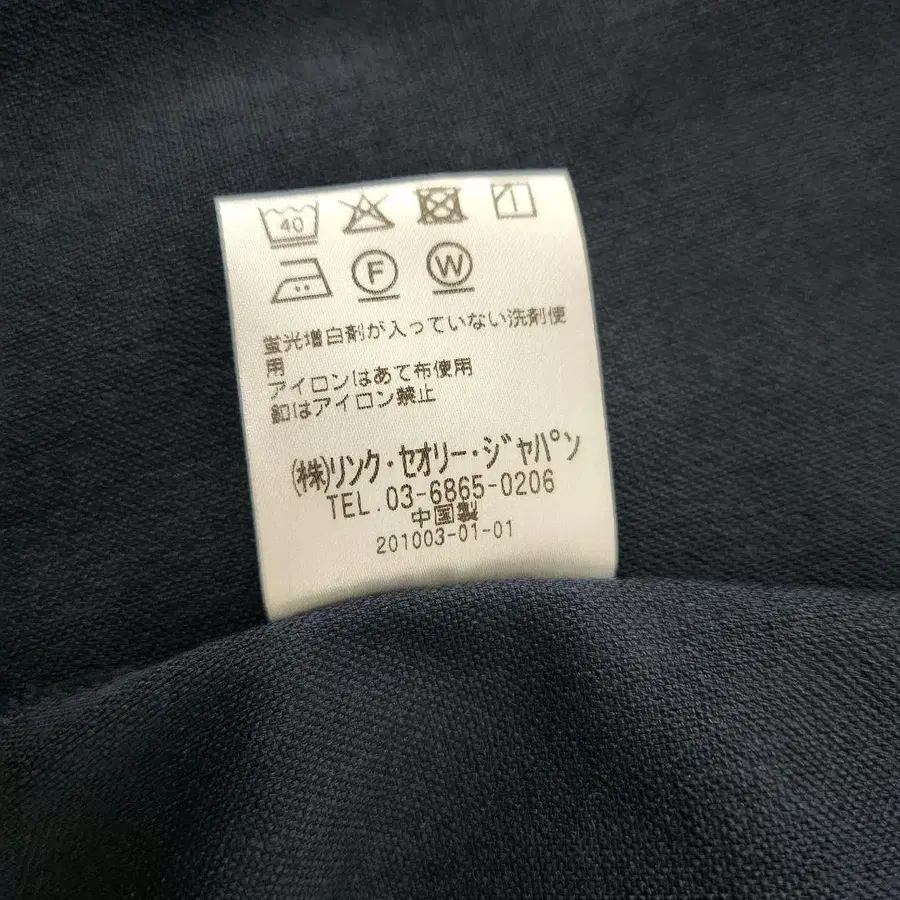 40
F W
蛍光増白剤が入っていない洗剤使
用
アイロンはあて布使用
釦はアイロン禁止
(株)リンク・セオリー・ジャパン
TEL.03-6865-0206
中国製
201003-01-01